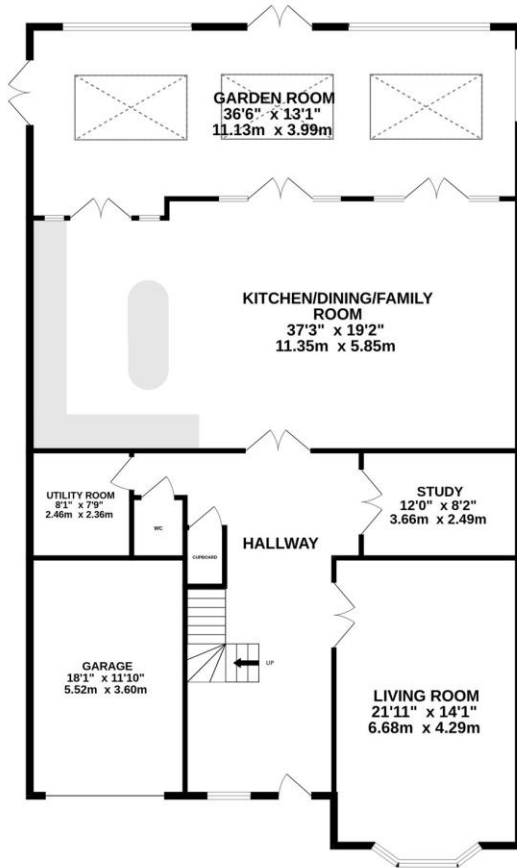 GARDEN ROOM
36'6" x 13'1"
11.13m x 3.99m
KITCHEN/DINING/FAMILY
ROOM
37'3" x 19'2"
11.35m x 5.85m
UTILITY ROOM
8'1" x 7'9"
2.46m x 2.36m
WC
CUPBOARD
HALLWAY
STUDY
12'0" x 8'2"
3.66m x 2.49m
GARAGE
18'1" x 11'10"
5.52m x 3.60m
UP
LIVING ROOM
21'11" x 14'1"
6.68m x 4.29m